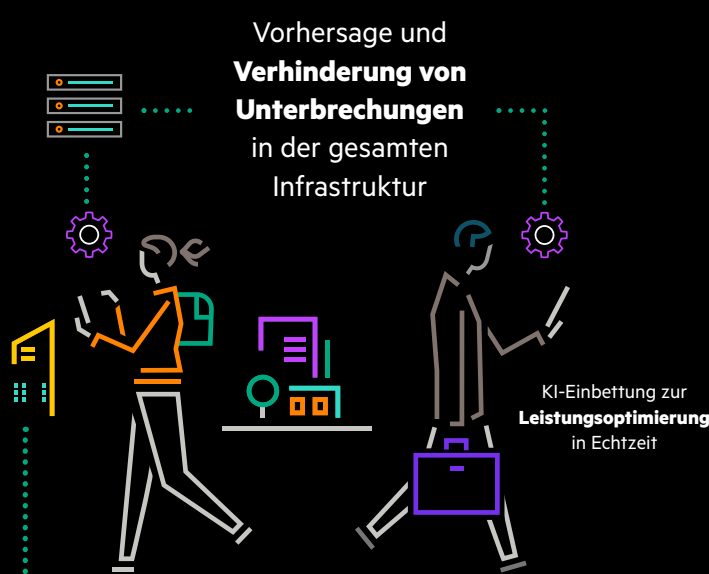 Vorhersage und
Verhinderung von
Unterbrechungen
in der gesamten
Infrastruktur
KI-Einbettung zur
Leistungsoptimierung
in Echtzeit